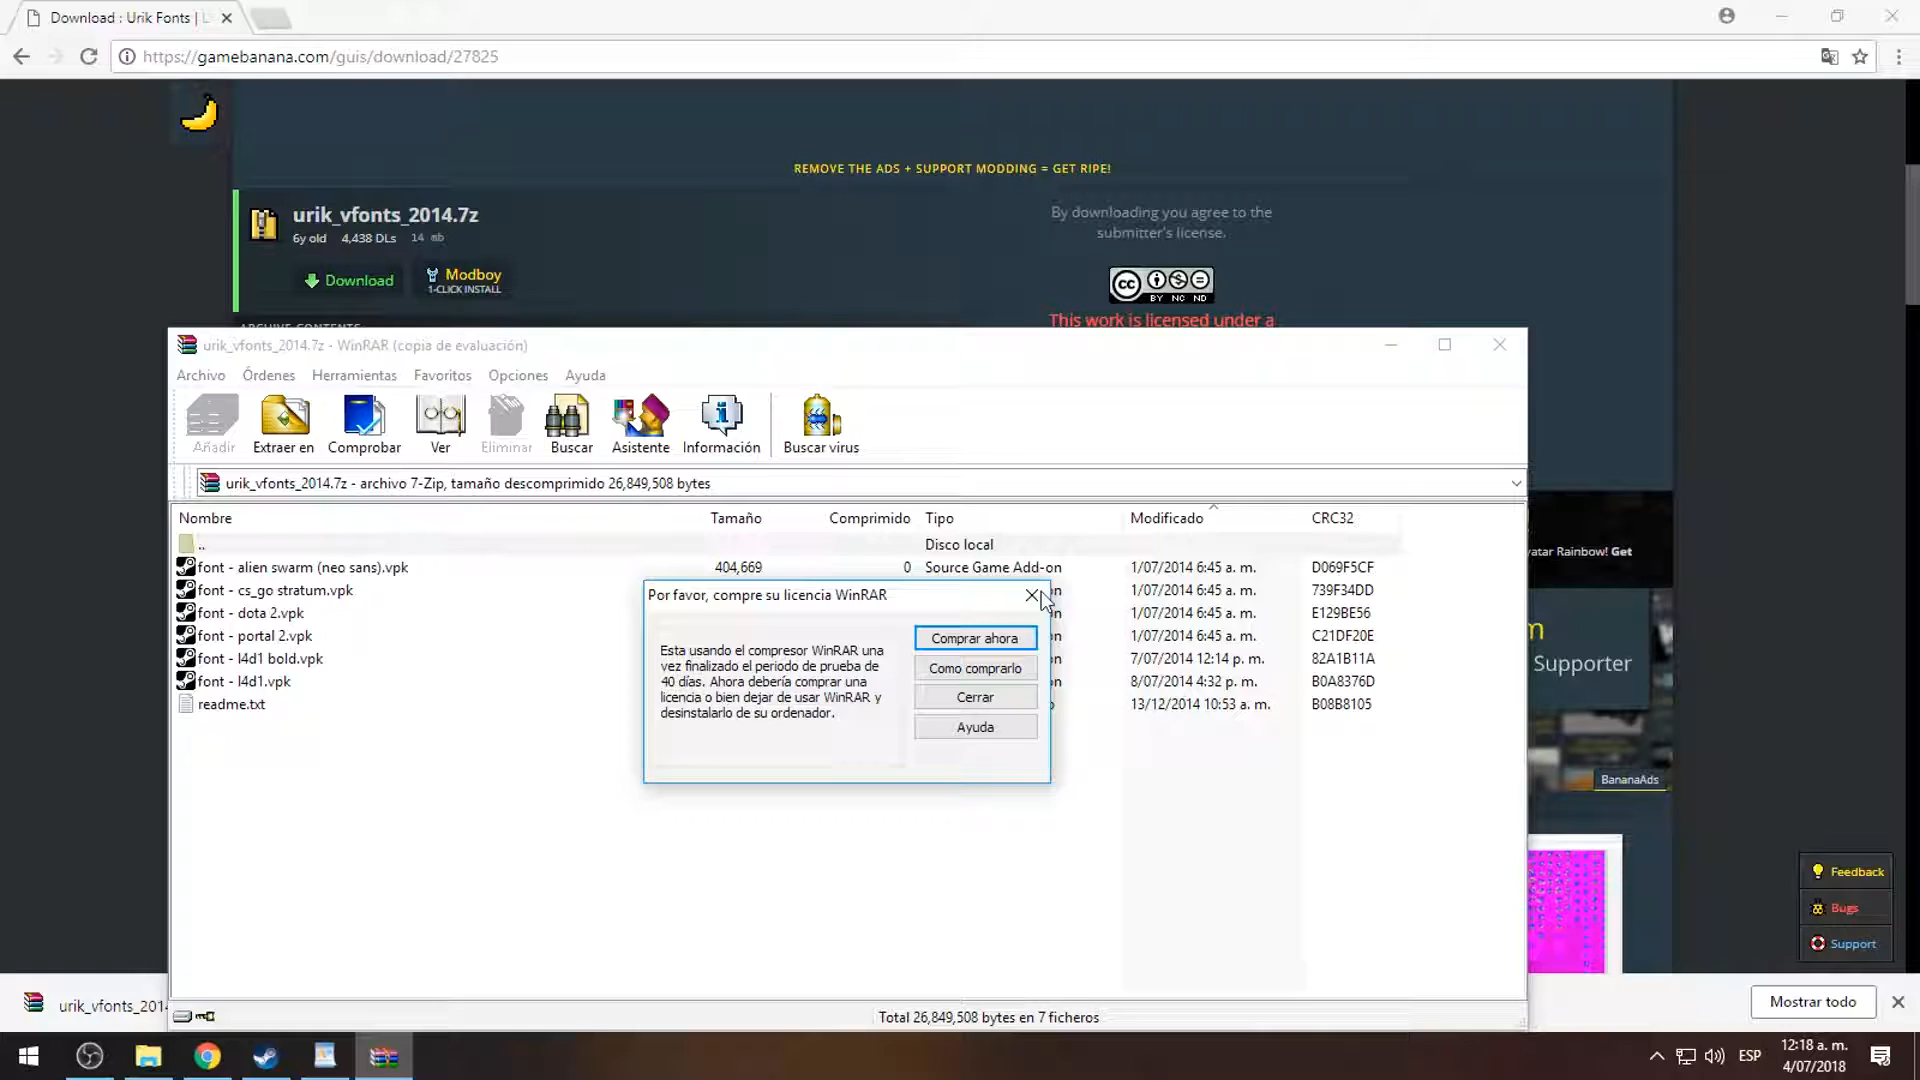 Download : Urik Fonts | L
https://gamebanana.com/guis/download/27825
REMOVE THE ADS + SUPPORT MODDING = GET RIPE!
urik_vfonts_2014.7z
6y old 4,438 DLs 14 mb
Download
Modboy
1-CLICK INSTALL
By downloading you agree to the
submitter's license.
cc
BY NC ND
This work is licensed under a
urik_vfonts_2014.7z - WinRAR (copia de evaluación)
Archivo Órdenes Herramientas Favoritos Opciones Ayuda
Añadir Extraer en Comprobar Ver Eliminar Buscar Asistente Información Buscar virus
urik_vfonts_2014.7z - archivo 7-Zip, tamaño descomprimido 26,849,508 bytes
Nombre Tamaño Comprimido Tipo Modificado CRC32
.. Disco local
font - alien swarm (neo sans).vpk 404,669 0 Source Game Add-on 1/07/2014 6:45 a. m. D069F5CF
font - cs_go stratum.vpk 1/07/2014 6:45 a. m. 739F34DD
font - dota 2.vpk 1/07/2014 6:45 a. m. E129BE56
font - portal 2.vpk 1/07/2014 6:45 a. m. C21DF20E
font - l4d1 bold.vpk 7/07/2014 12:14 p. m. 82A1B11A
font - l4d1.vpk 8/07/2014 4:32 p. m. B0A8376D
readme.txt 13/12/2014 10:53 a. m. B08B8105
Por favor, compre su licencia WinRAR
Esta usando el compresor WinRAR una
vez finalizado el periodo de prueba de
40 días. Ahora debería comprar una
licencia o bien dejar de usar WinRAR y
desinstalarlo de su ordenador.
Comprar ahora
Como comprarlo
Cerrar
Ayuda
vatar Rainbow! Get
Supporter
BananaAds
Feedback
Bugs
Support
Total 26,849,508 bytes en 7 ficheros
urik_vfonts_2014
Mostrar todo
ESP
12:18 a. m.
4/07/2018